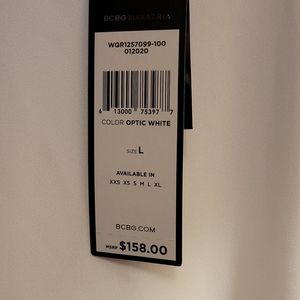 BCBGMAXAZRIA
WQR1257099-100
012020
6 13000 75397 7
COLOR OPTIC WHITE
SIZE L
AVAILABLE IN
XXS XS S M L XL
BCBG.COM
MSRP $158.00